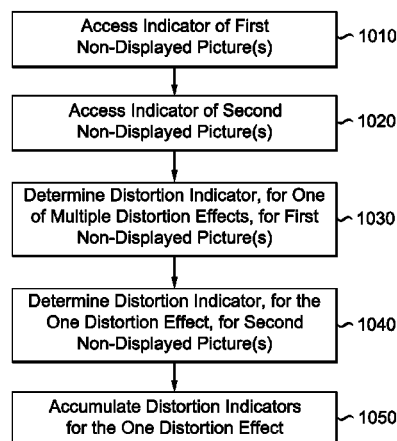 Access Indicator of First
Non-Displayed Picture(s)
1010
Access Indicator of Second
Non-Displayed Picture(s)
1020
Determine Distortion Indicator, for One
of Multiple Distortion Effects, for First
Non-Displayed Picture(s)
1030
Determine Distortion Indicator, for the
One Distortion Effect, for Second
Non-Displayed Picture(s)
1040
Accumulate Distortion Indicators
for the One Distortion Effect
1050